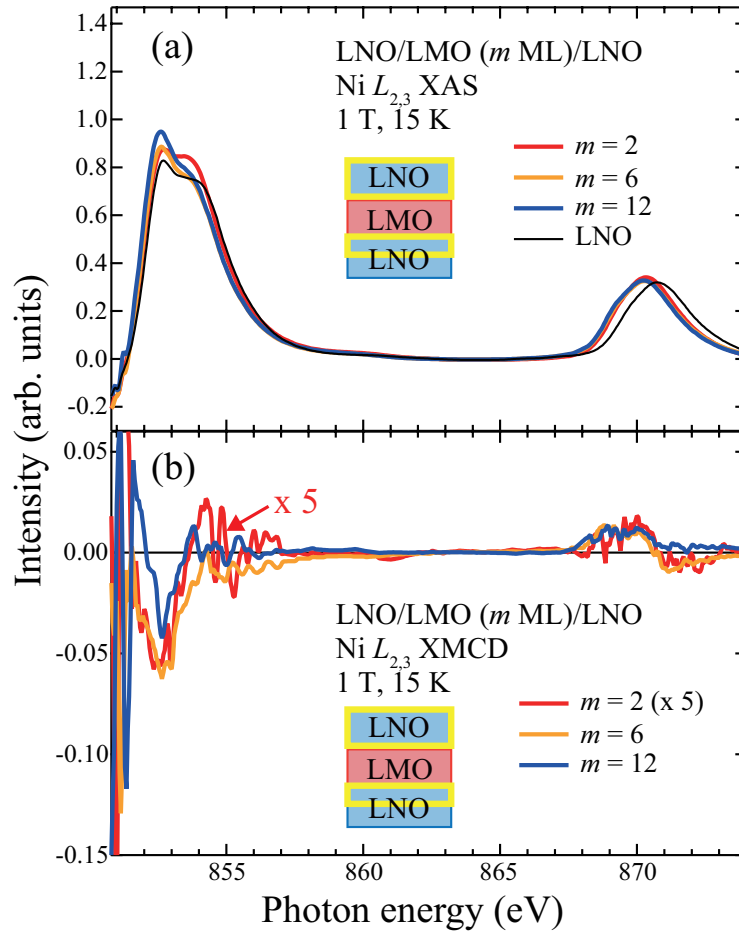 1.4
1.2
1.0
0.8
0.6
0.4
0.2
0.0
-0.2
(a)
LNO/LMO (m ML)/LNO
Ni L2,3 XAS
1 T, 15 K
LNO
LMO
LNO
m = 2
m = 6
m = 12
LNO
Intensity (arb. units)
0.05
0.00
-0.05
-0.10
-0.15
(b)
x 5
LNO/LMO (m ML)/LNO
Ni L2,3 XMCD
1 T, 15 K
LNO
LMO
LNO
m = 2 (x 5)
m = 6
m = 12
855 860 865 870
Photon energy (eV)